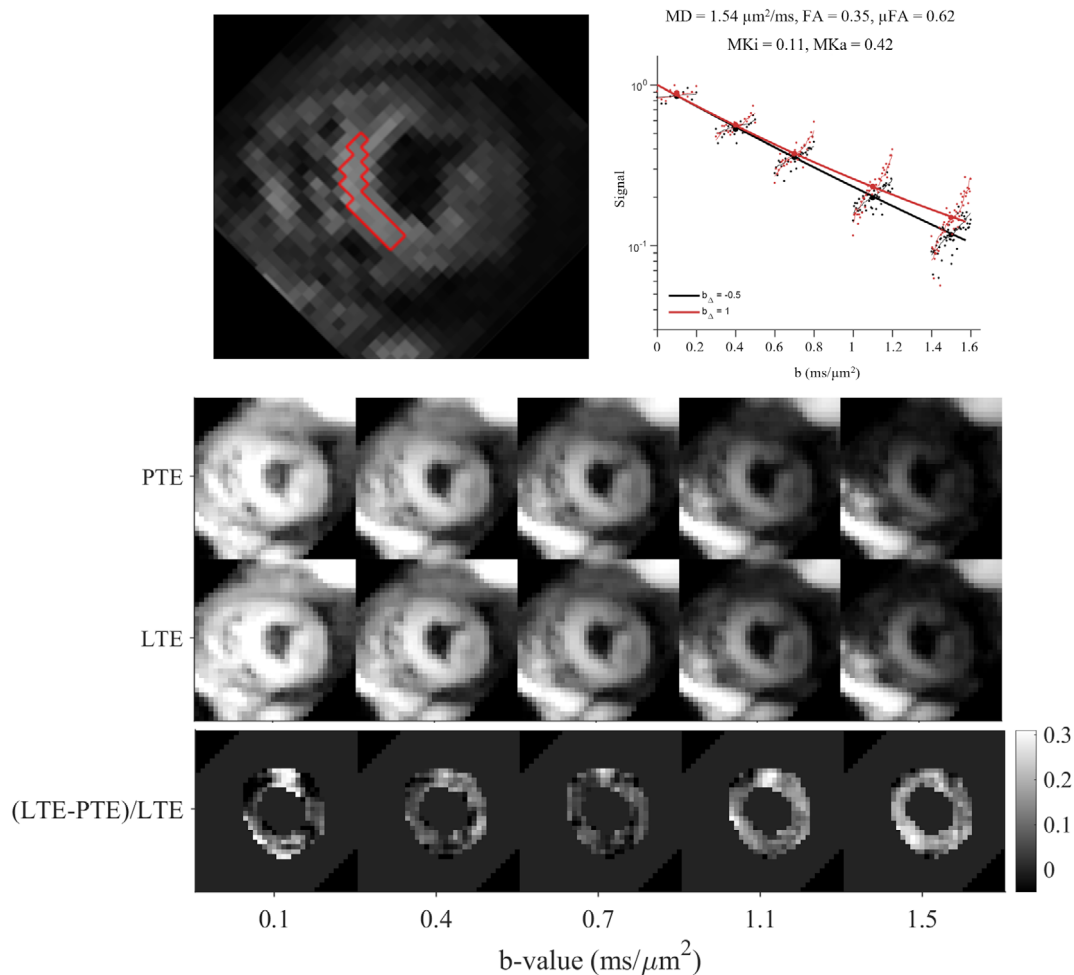 MD = 1.54 µm²/ms, FA = 0.35, µFA = 0.62
MKi = 0.11, MKa = 0.42
10⁰
10⁻¹
Signal
b_Δ = -0.5
b_Δ = 1
0 0.2 0.4 0.6 0.8 1 1.2 1.4 1.6
b (ms/µm²)
PTE
LTE
(LTE-PTE)/LTE
0.3
0.2
0.1
0
0.1 0.4 0.7 1.1 1.5
b-value (ms/µm²)